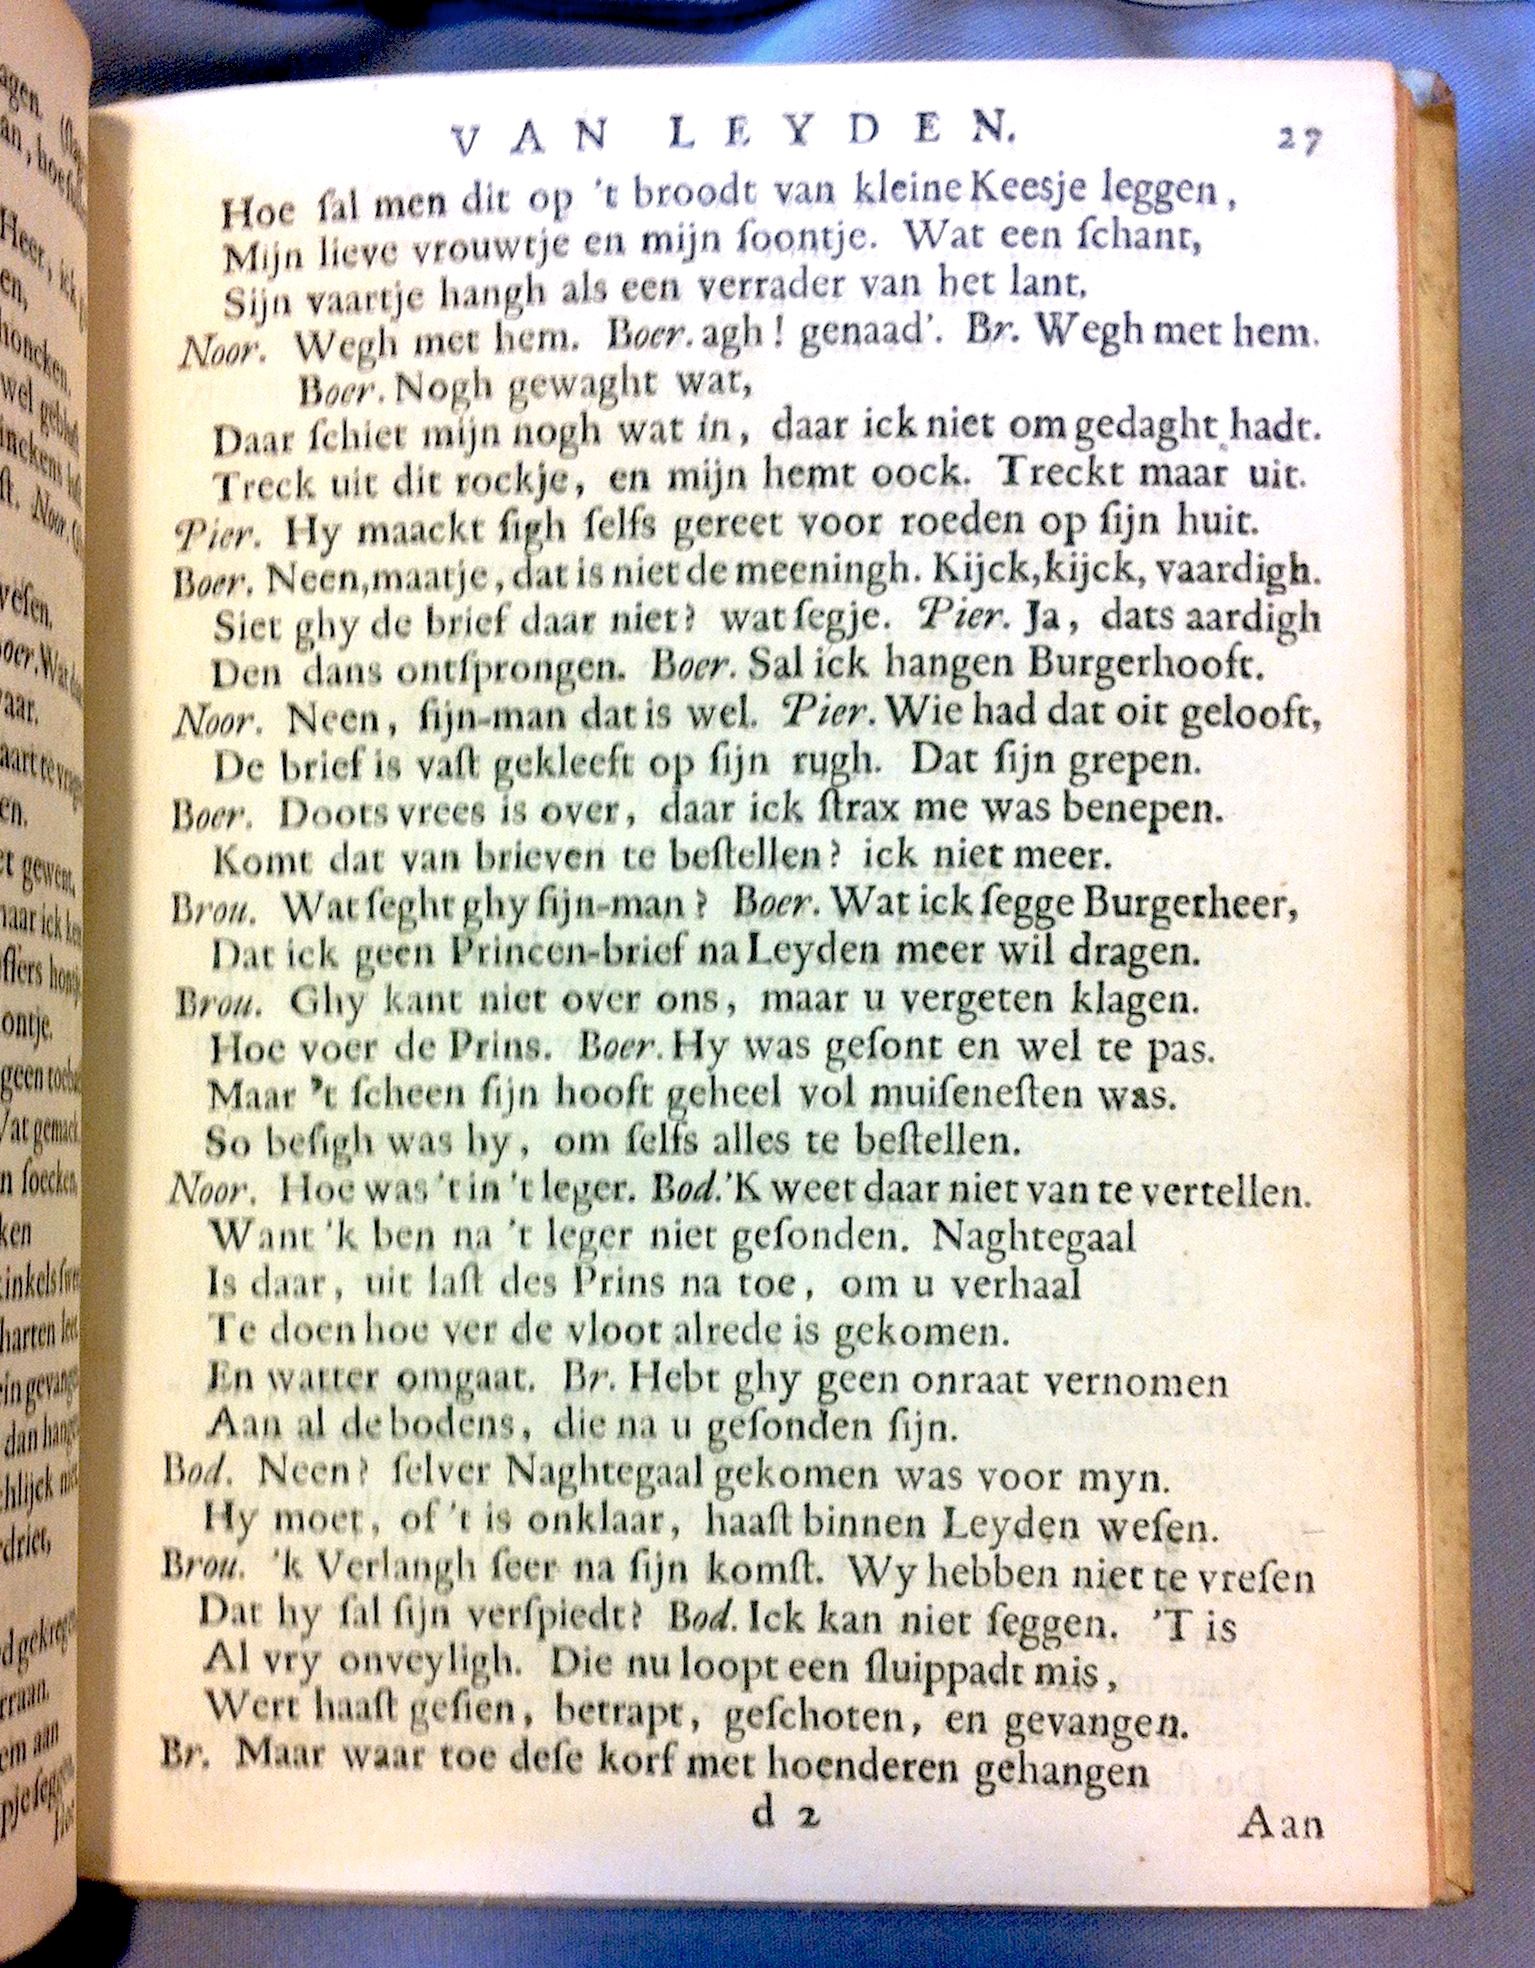 VAN LEYDEN. 27
Hoe ſal men dit op 't broodt van kleine Keesje leggen,
Mijn lieve vrouwtje en mijn ſoontje. Wat een ſchant,
Sijn vaartje hangh als een verrader van het lant,
Noor. Wegh met hem. Boer. agh! genaad'. Br. Wegh met hem.
Boer. Nogh gewaght wat,
Daar ſchiet mijn nogh wat in, daar ick niet om gedaght hadt.
Treck uit dit rockje, en mijn hemt oock. Treckt maar uit.
Pier. Hy maackt ſigh ſelfs gereet voor roeden op ſijn huit.
Boer. Neen, maatje, dat is niet de meeningh. Kijck, kijck, vaardigh.
Siet ghy de brief daar niet? wat ſegje. Pier. Ja, dats aardigh
Den dans ontſprongen. Boer. Sal ick hangen Burgerhooft.
Noor. Neen, ſijn-man dat is wel. Pier. Wie had dat oit gelooft,
De brief is vaſt gekleeft op ſijn rugh. Dat ſijn grepen.
Boer. Doots vrees is over, daar ick ſtrax me was benepen.
Komt dat van brieven te beſtellen? ick niet meer.
Brou. Wat ſeght ghy ſijn-man? Boer. Wat ick ſegge Burgerheer,
Dat ick geen Princen-brief na Leyden meer wil dragen.
Brou. Ghy kant niet over ons, maar u vergeten klagen.
Hoe voer de Prins. Boer. Hy was geſont en wel te pas.
Maar 't ſcheen ſijn hooft geheel vol muiſeneſten was.
So beſigh was hy, om ſelfs alles te beſtellen.
Noor. Hoe was 't in 't leger. Bod. 'K weet daar niet van te vertellen.
Want 'k ben na 't leger niet geſonden. Naghtegaal
Is daar, uit laſt des Prins na toe, om u verhaal
Te doen hoe ver de vloot alrede is gekomen.
En watter omgaat. Br. Hebt ghy geen onraat vernomen
Aan al de bodens, die na u geſonden ſijn.
Bod. Neen? ſelver Naghtegaal gekomen was voor myn.
Hy moet, of 't is onklaar, haaſt binnen Leyden weſen.
Brou. 'k Verlangh ſeer na ſijn komſt. Wy hebben niet te vreſen
Dat hy ſal ſijn verſpiedt? Bod. Ick kan niet ſeggen. 'T is
Al vry onveyligh. Die nu loopt een ſluippadt mis,
Wert haaſt geſien, betrapt, geſchoten, en gevangen.
Br. Maar waar toe deſe korf met hoenderen gehangen
d 2 Aan